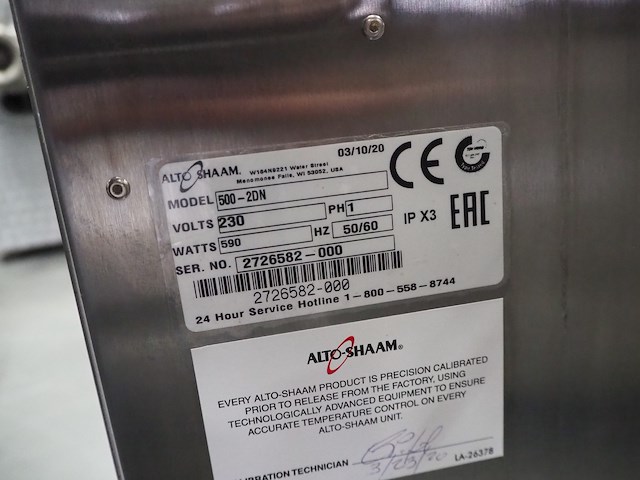 03/10/20
ALTO SHAAM. W164N9221 Water Street
Menomonee Falls, WI 53052, USA
CE
MODEL 500-2DN
VOLTS 230 PH 1
WATTS 590 HZ 50/60 IP X3 EAC
SER. NO. 2726582-000
2726582-000
24 Hour Service Hotline 1-800-558-8744
ALTO-SHAAM®
EVERY ALTO-SHAAM PRODUCT IS PRECISION CALIBRATED
PRIOR TO RELEASE FROM THE FACTORY, USING
TECHNOLOGICALLY ADVANCED EQUIPMENT TO ENSURE
ACCURATE TEMPERATURE CONTROL ON EVERY
ALTO-SHAAM UNIT.
IBRATION TECHNICIAN
LA-26378